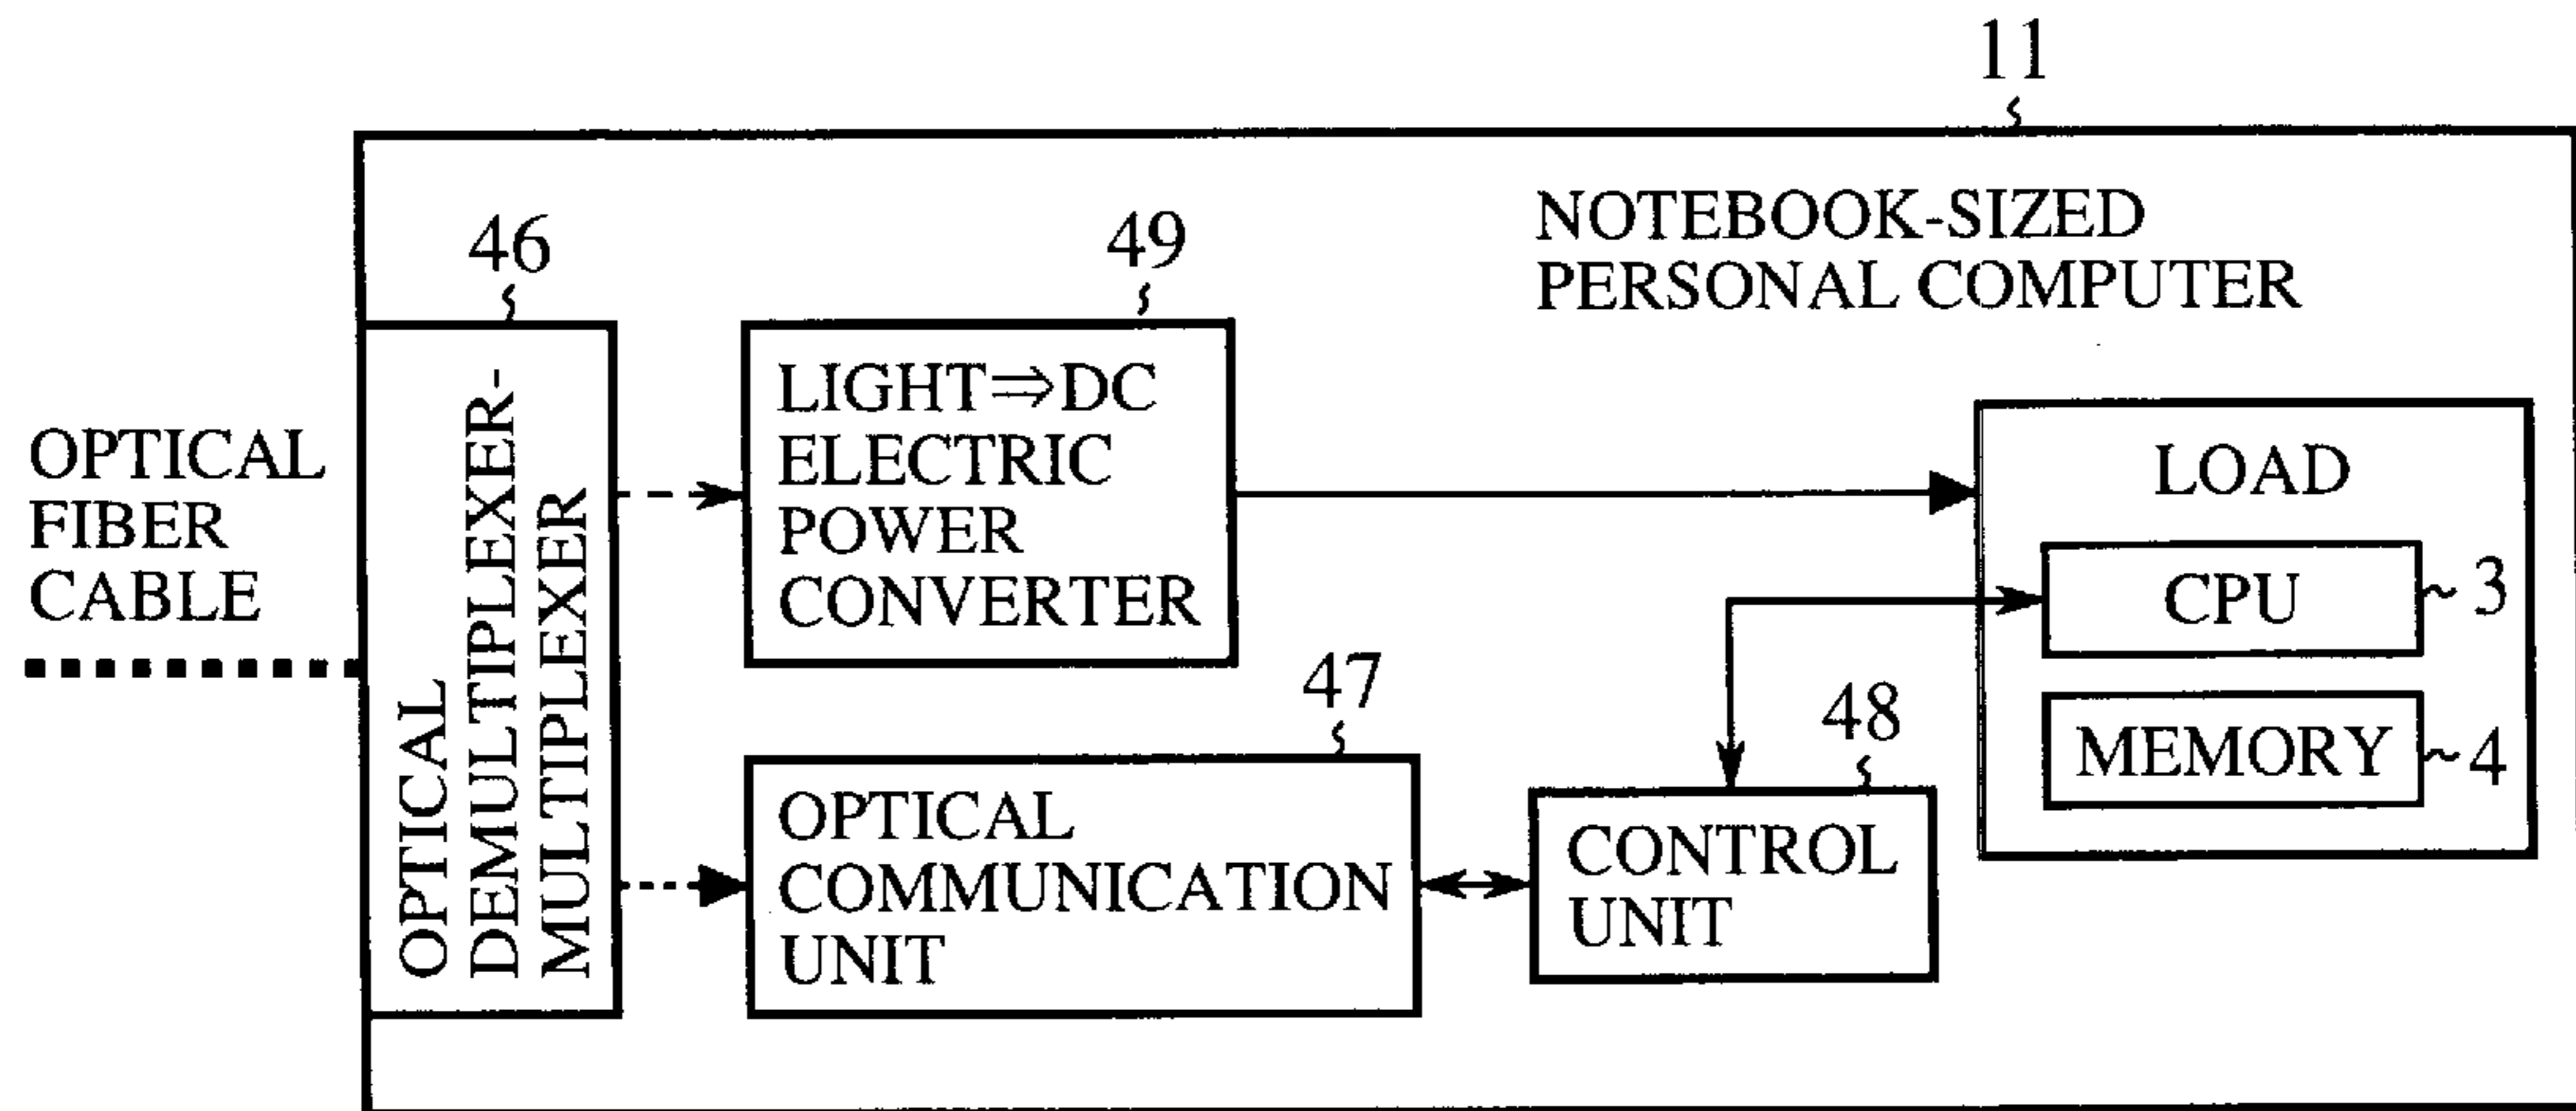 11
NOTEBOOK-SIZED
PERSONAL COMPUTER
46
49
OPTICAL
FIBER
CABLE
OPTICAL
DEMULTIPLEXER-
MULTIPLEXER
LIGHT⇒DC
ELECTRIC
POWER
CONVERTER
LOAD
CPU
3
MEMORY
4
47
OPTICAL
COMMUNICATION
UNIT
48
CONTROL
UNIT